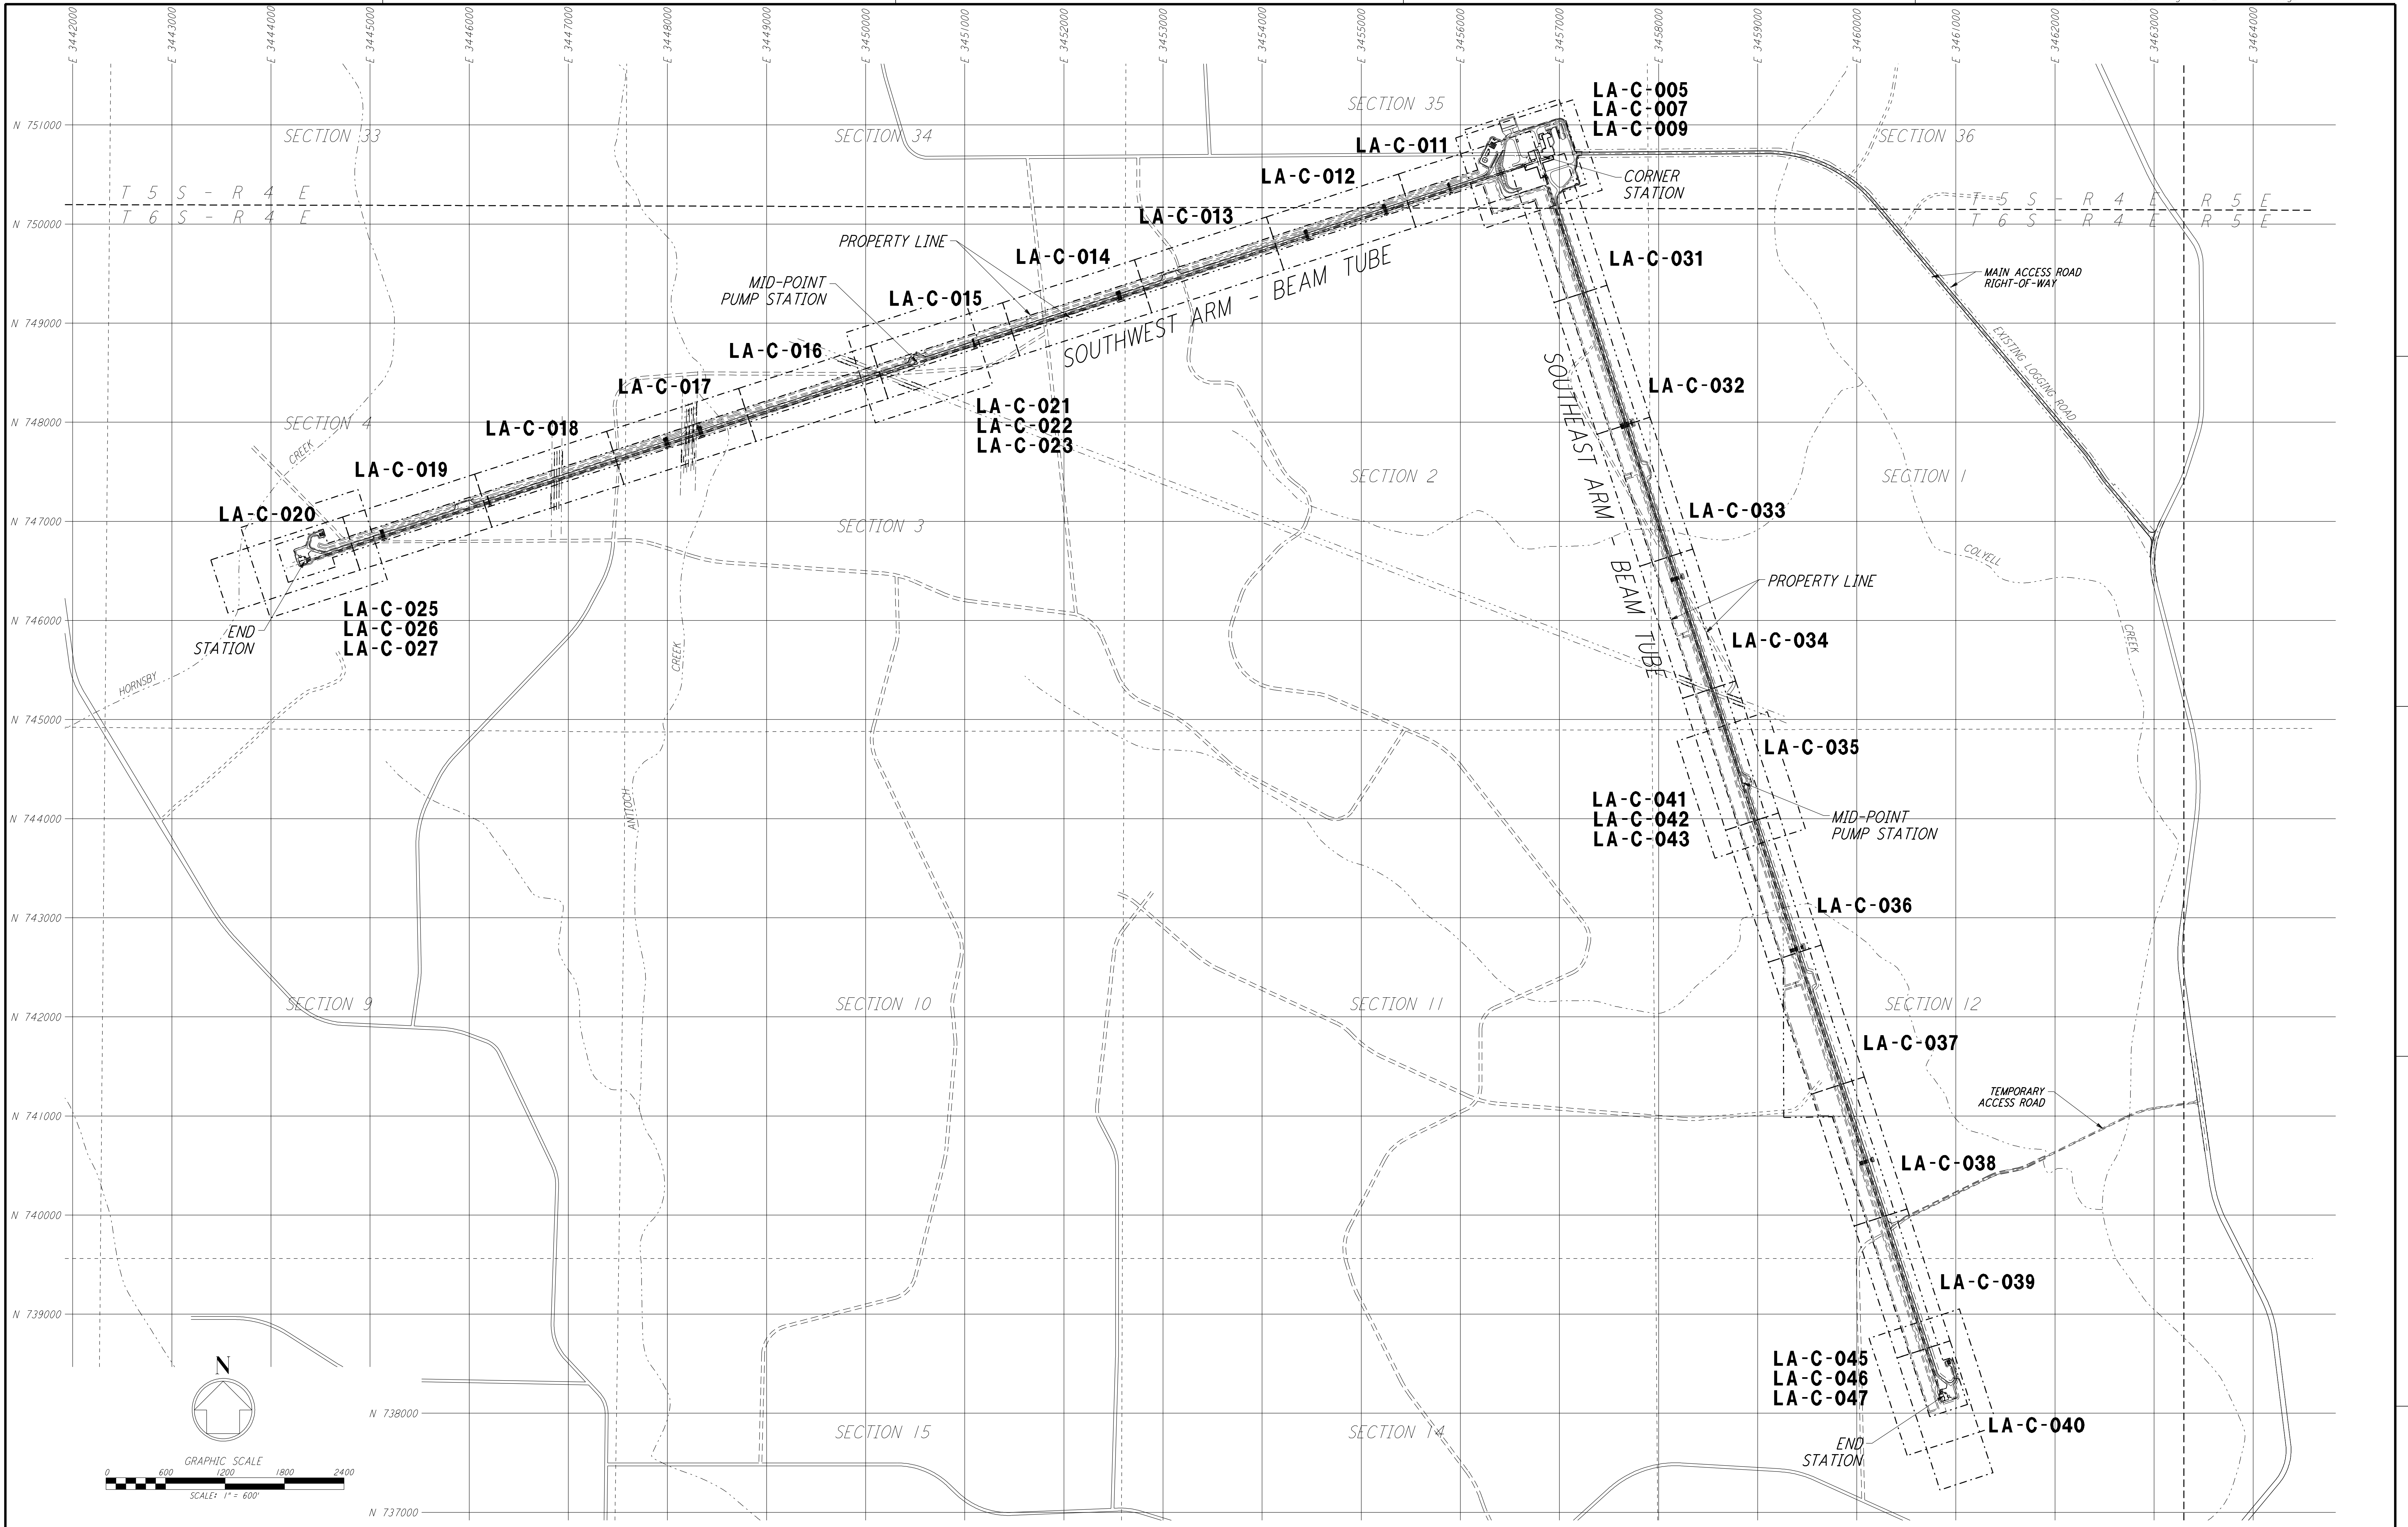 E 3442000
E 3443000
E 3444000
E 3445000
E 3446000
E 3447000
E 3448000
E 3449000
E 3450000
E 3451000
E 3452000
E 3453000
E 3454000
E 3455000
E 3456000
E 3457000
E 3458000
E 3459000
E 3460000
E 3461000
E 3462000
E 3463000
E 3464000
N 751000
N 750000
N 749000
N 748000
N 747000
N 746000
N 745000
N 744000
N 743000
N 742000
N 741000
N 740000
N 739000
N 738000
N 737000
SECTION 33
SECTION 34
SECTION 35
SECTION 36
T 5 S - R 4 E
T 6 S - R 4 E
T 5 S - R 4 E R 5 E
T 6 S - R 4 E R 5 E
LA-C-005
LA-C-007
LA-C-009
LA-C-011
LA-C-012
LA-C-013
LA-C-014
LA-C-015
LA-C-016
LA-C-017
LA-C-018
LA-C-019
LA-C-020
CORNER
STATION
PROPERTY LINE
MID-POINT
PUMP STATION
SOUTHWEST ARM - BEAM TUBE
LA-C-021
LA-C-022
LA-C-023
LA-C-025
LA-C-026
LA-C-027
END
STATION
SECTION 4
CREEK
HORNSBY
SECTION 3
SECTION 2
SECTION 1
CREEK
ANTIOCH
MAIN ACCESS ROAD
RIGHT-OF-WAY
EXISTING LOGGING ROAD
COLYELL
CREEK
SOUTHEAST ARM - BEAM TUBE
LA-C-031
LA-C-032
LA-C-033
PROPERTY LINE
LA-C-034
LA-C-035
LA-C-041
LA-C-042
LA-C-043
MID-POINT
PUMP STATION
LA-C-036
LA-C-037
LA-C-038
LA-C-039
LA-C-040
SECTION 9
SECTION 10
SECTION 11
SECTION 12
TEMPORARY
ACCESS ROAD
LA-C-045
LA-C-046
LA-C-047
END
STATION
SECTION 15
SECTION 14
N
GRAPHIC SCALE
0 600 1200 1800 2400
SCALE: 1" = 600'